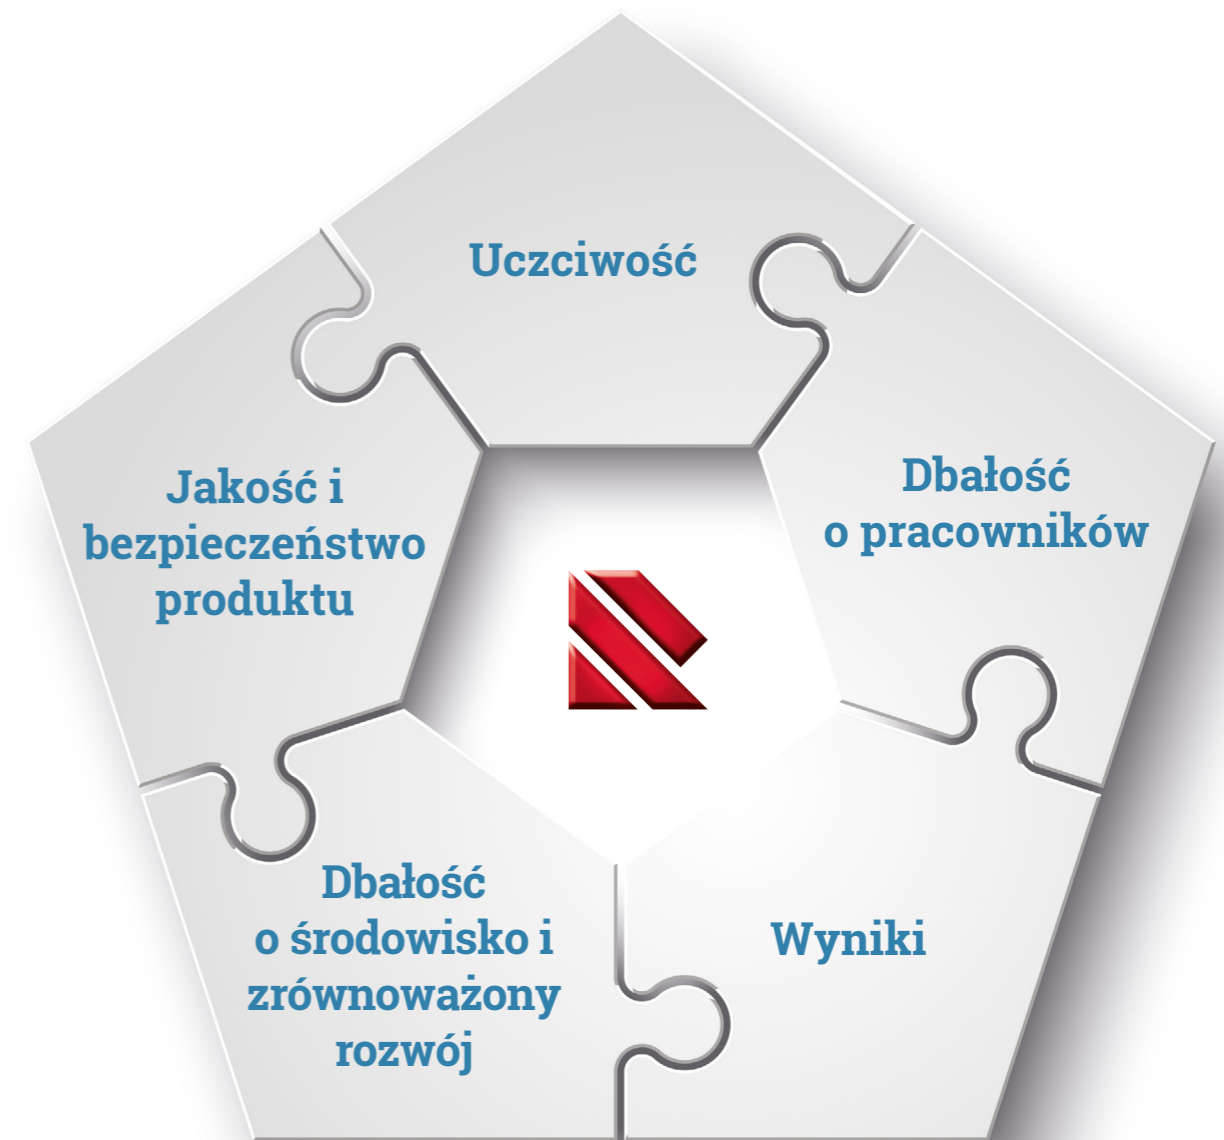 Uczciwość
Dbałość
o pracowników
Jakość i
bezpieczeństwo
produktu
Dbałość
o środowisko i
zrównoważony
rozwój
Wyniki